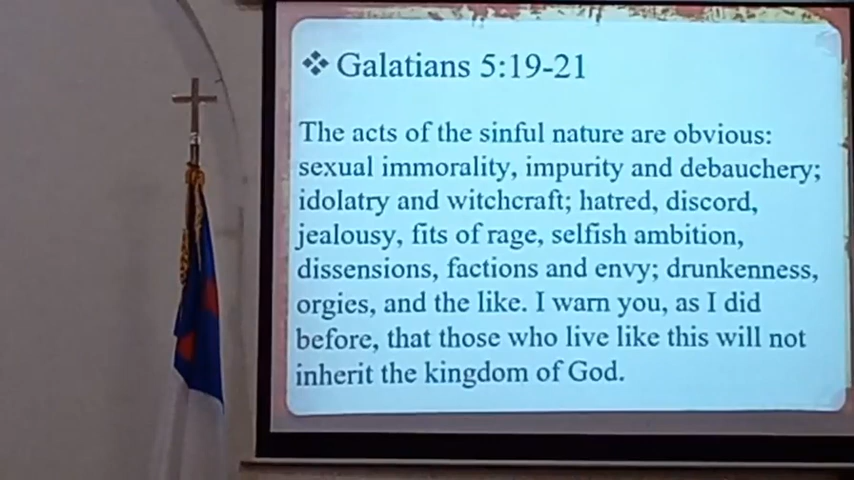 ❖ Galatians 5:19-21
The acts of the sinful nature are obvious:
sexual immorality, impurity and debauchery;
idolatry and witchcraft; hatred, discord,
jealousy, fits of rage, selfish ambition,
dissensions, factions and envy; drunkenness,
orgies, and the like. I warn you, as I did
before, that those who live like this will not
inherit the kingdom of God.